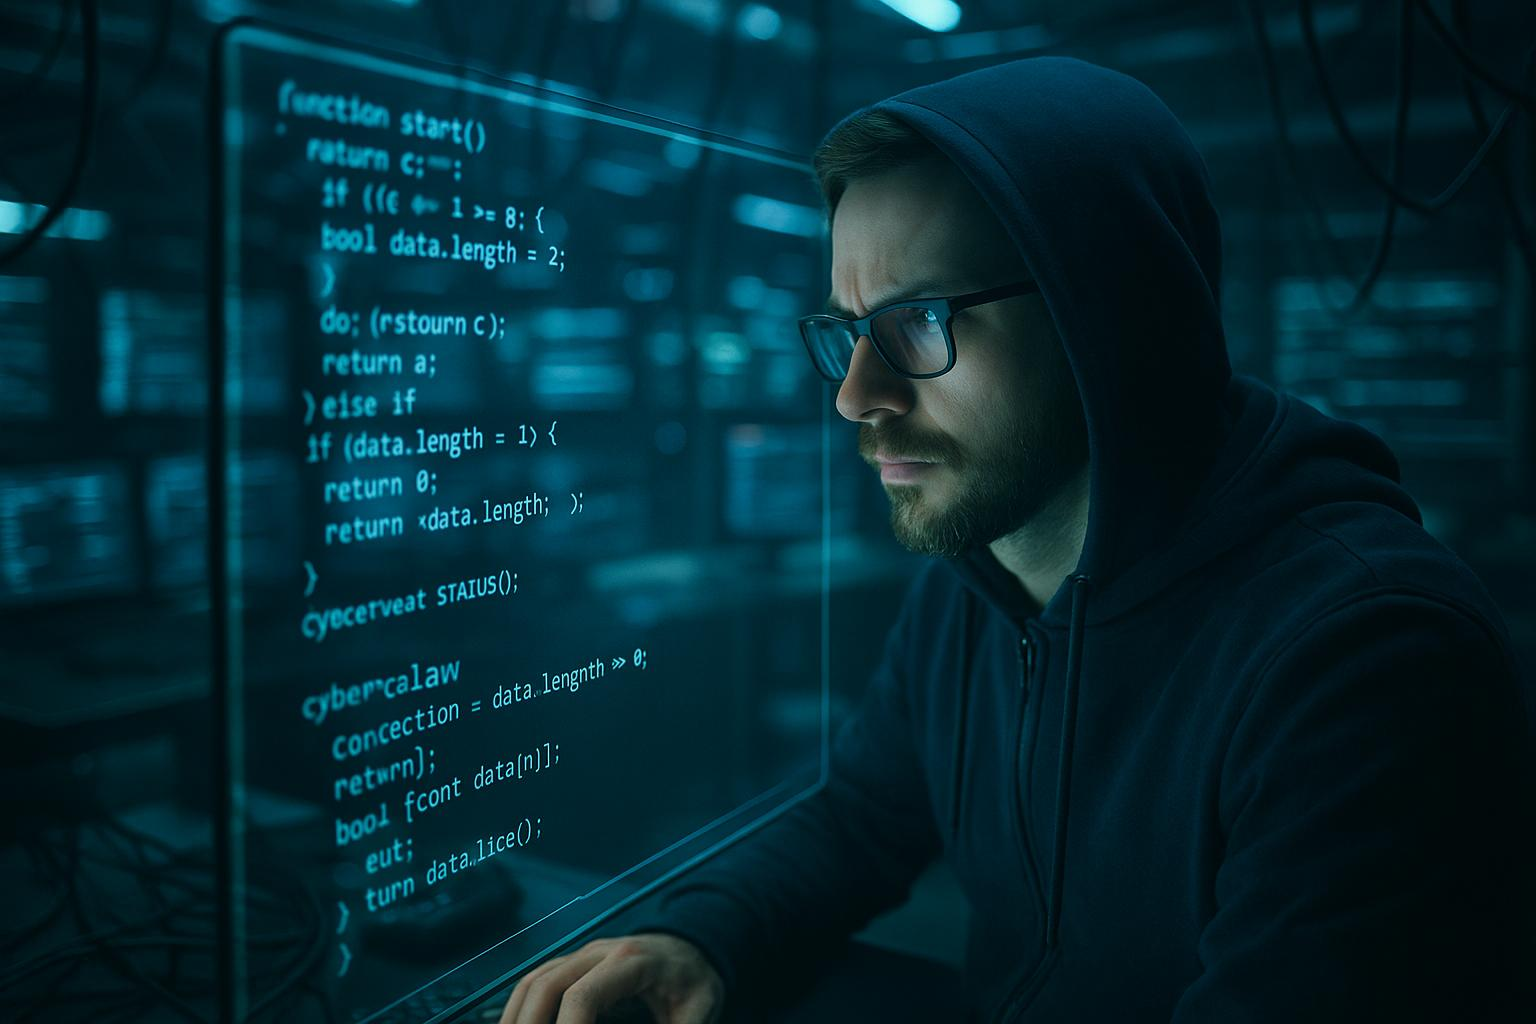 function start()
raturn c;
if ((c 1 >= 8: {
bool data.length = 2;
}
do: (rstourn c);
return a;
}eise if
if (data.length = 1) {
return 0;
return ×data.length; );
}
cyecerveat STAIUS();
cyber-calaw
concection = data..lengnth >> 0;
retwrn];
bool fcont data[n)];
eut;
turn data..lice();
}
}